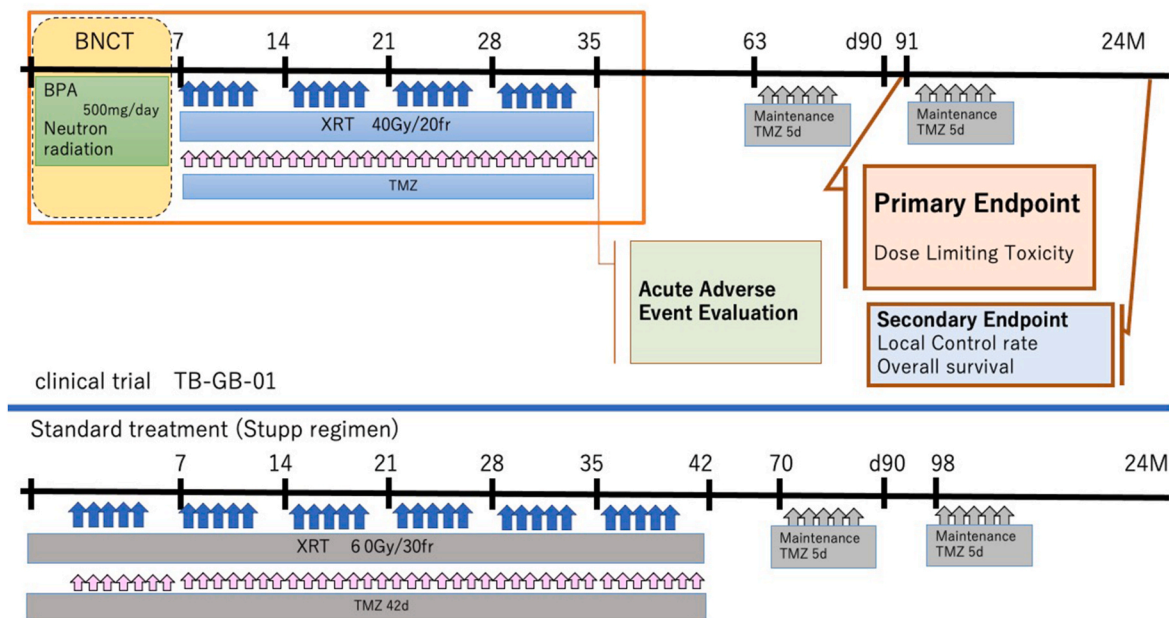 BNCT
7 14 21 28 35 63 d90 91 24M
BPA
500mg/day
Neutron
radiation
XRT 40Gy/20fr
TMZ
Maintenance
TMZ 5d
Maintenance
TMZ 5d
Primary Endpoint
Dose Limiting Toxicity
Acute Adverse
Event Evaluation
Secondary Endpoint
Local Control rate
Overall survival
clinical trial TB-GB-01
Standard treatment (Stupp regimen)
7 14 21 28 35 42 70 d90 98 24M
XRT 6 0Gy/30fr
TMZ 42d
Maintenance
TMZ 5d
Maintenance
TMZ 5d